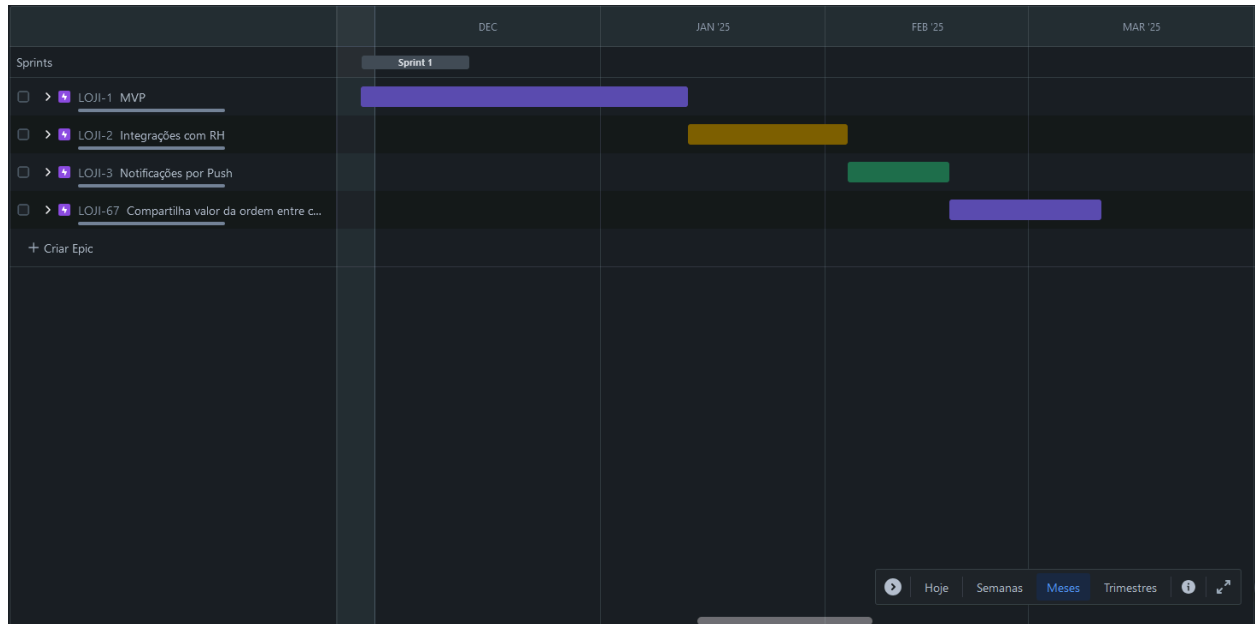 DEC JAN '25 FEB '25 MAR '25
Sprints Sprint 1
LOJI-1 MVP
LOJI-2 Integrações com RH
LOJI-3 Notificações por Push
LOJI-67 Compartilha valor da ordem entre c...
+ Criar Epic
Hoje Semanas Meses Trimestres